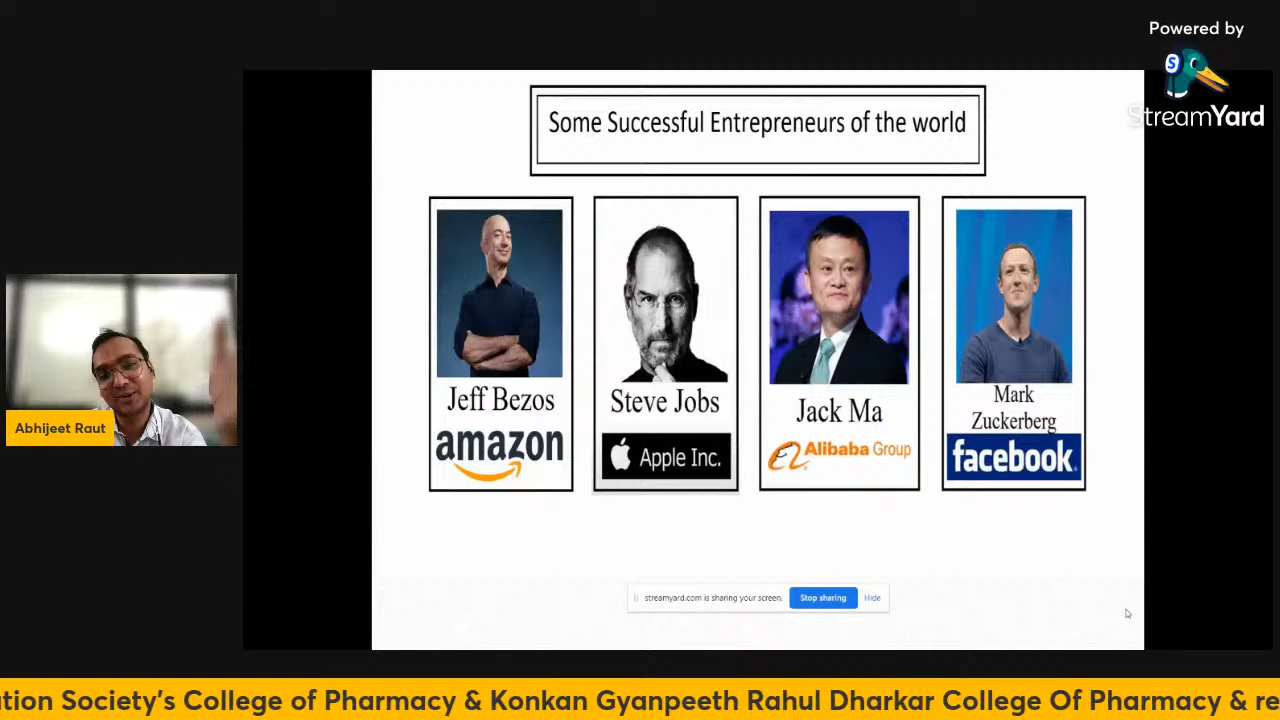 Powered by
StreamYard
Some Successful Entrepreneurs of the world
Jeff Bezos
amazon
Steve Jobs
Apple Inc.
Jack Ma
Alibaba Group
Mark
Zuckerberg
facebook
Abhijeet Raut
streamyard.com is sharing your screen.
Stop sharing
Hide
tion Society's College of Pharmacy & Konkan Gyanpeeth Rahul Dharkar College Of Pharmacy & re